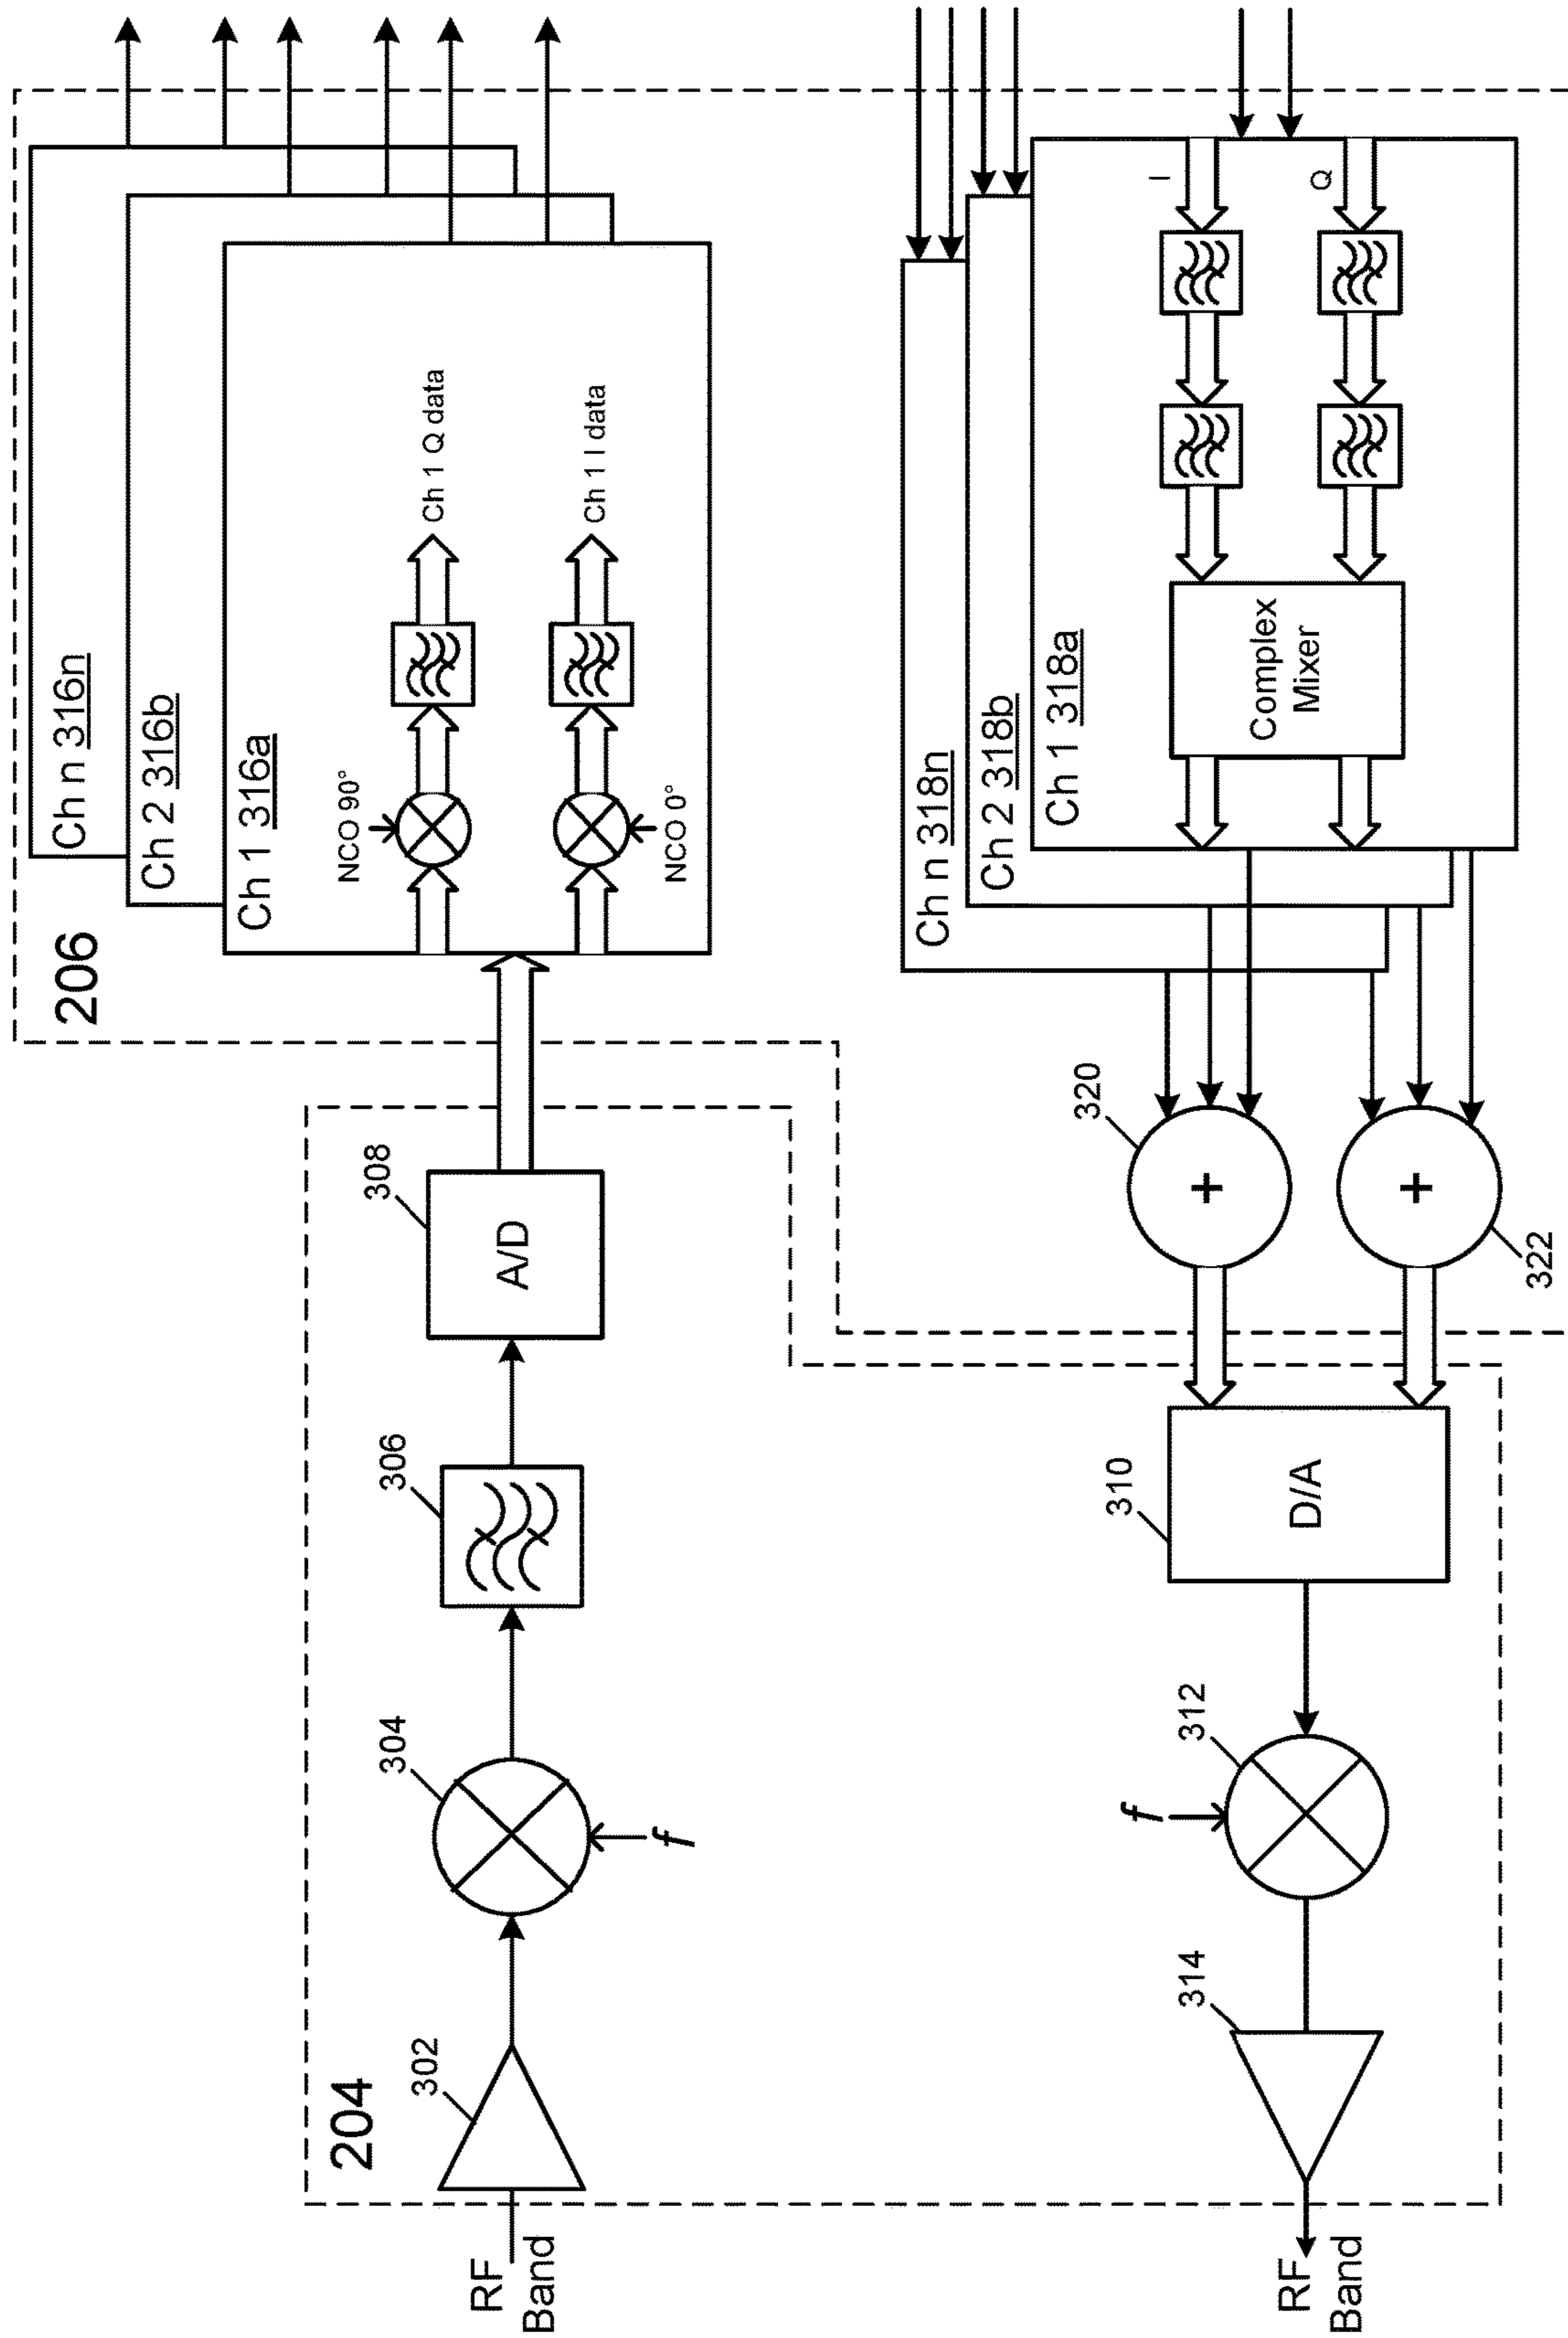 206
Ch n 316n
Ch 2 316b
Ch 1 316a
NCO 90°
Ch 1 Q data
Ch 1 I data
NCO 0°
204
RF
Band
302
304
f
306
308
A/D
Ch n 318n
Ch 2 318b
Ch 1 318a
Complex
Mixer
I
Q
320
+
322
+
310
D/A
312
f
314
RF
Band